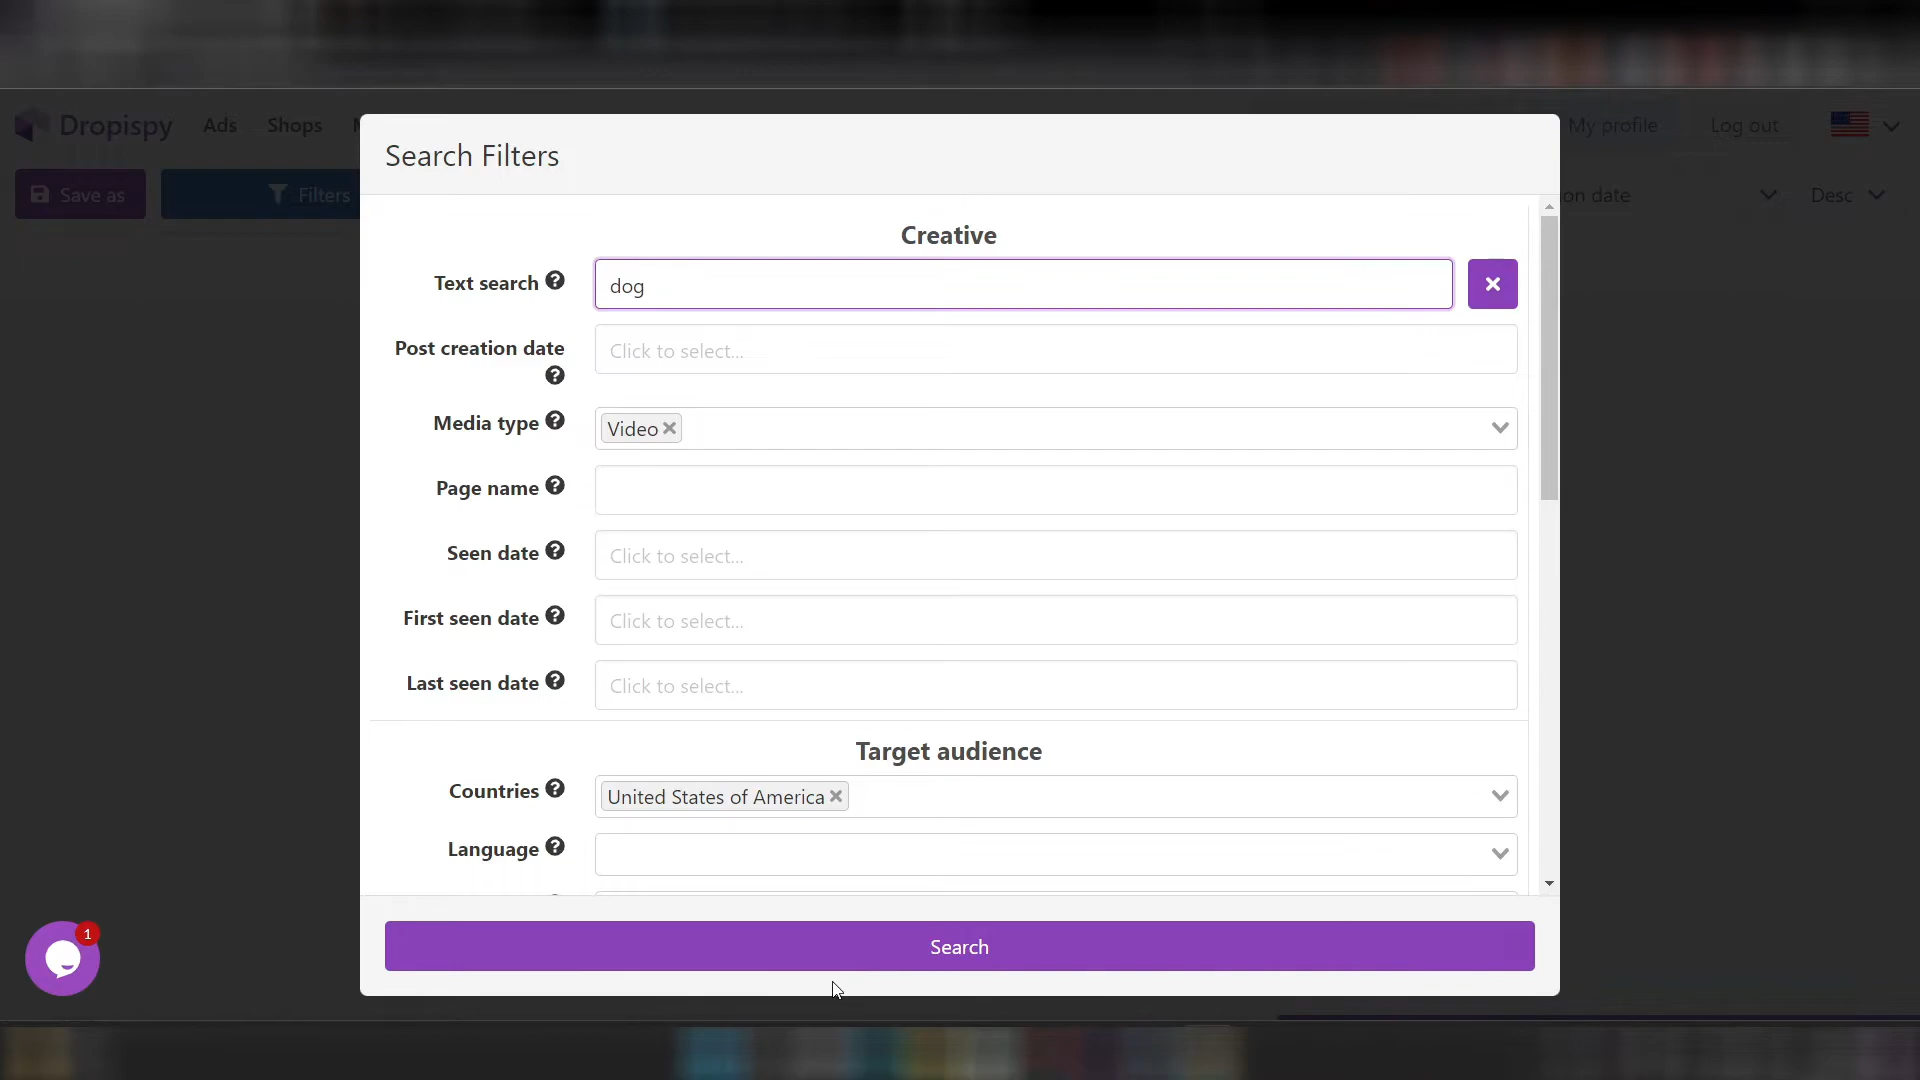 Dropispy Ads Shops My profile Log out
Search Filters
Save as Filters on date Desc
Creative
Text search dog
Post creation date Click to select...
Media type Video
Page name
Seen date Click to select...
First seen date Click to select...
Last seen date Click to select...
Target audience
Countries United States of America
Language
1
Search